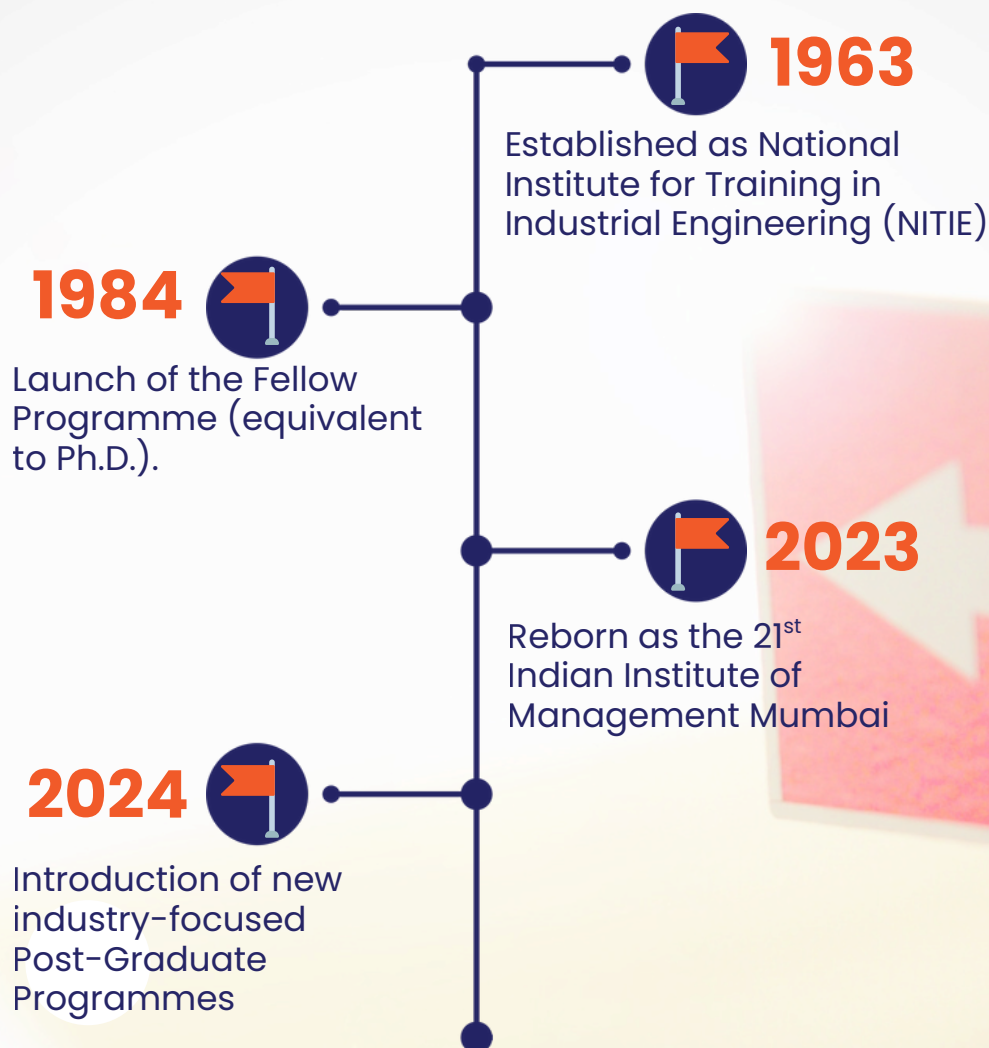 1963
Established as National
Institute for Training in
Industrial Engineering (NITIE)
1984
Launch of the Fellow
Programme (equivalent
to Ph.D.).
2023
Reborn as the 21st
Indian Institute of
Management Mumbai
2024
Introduction of new
industry-focused
Post-Graduate
Programmes